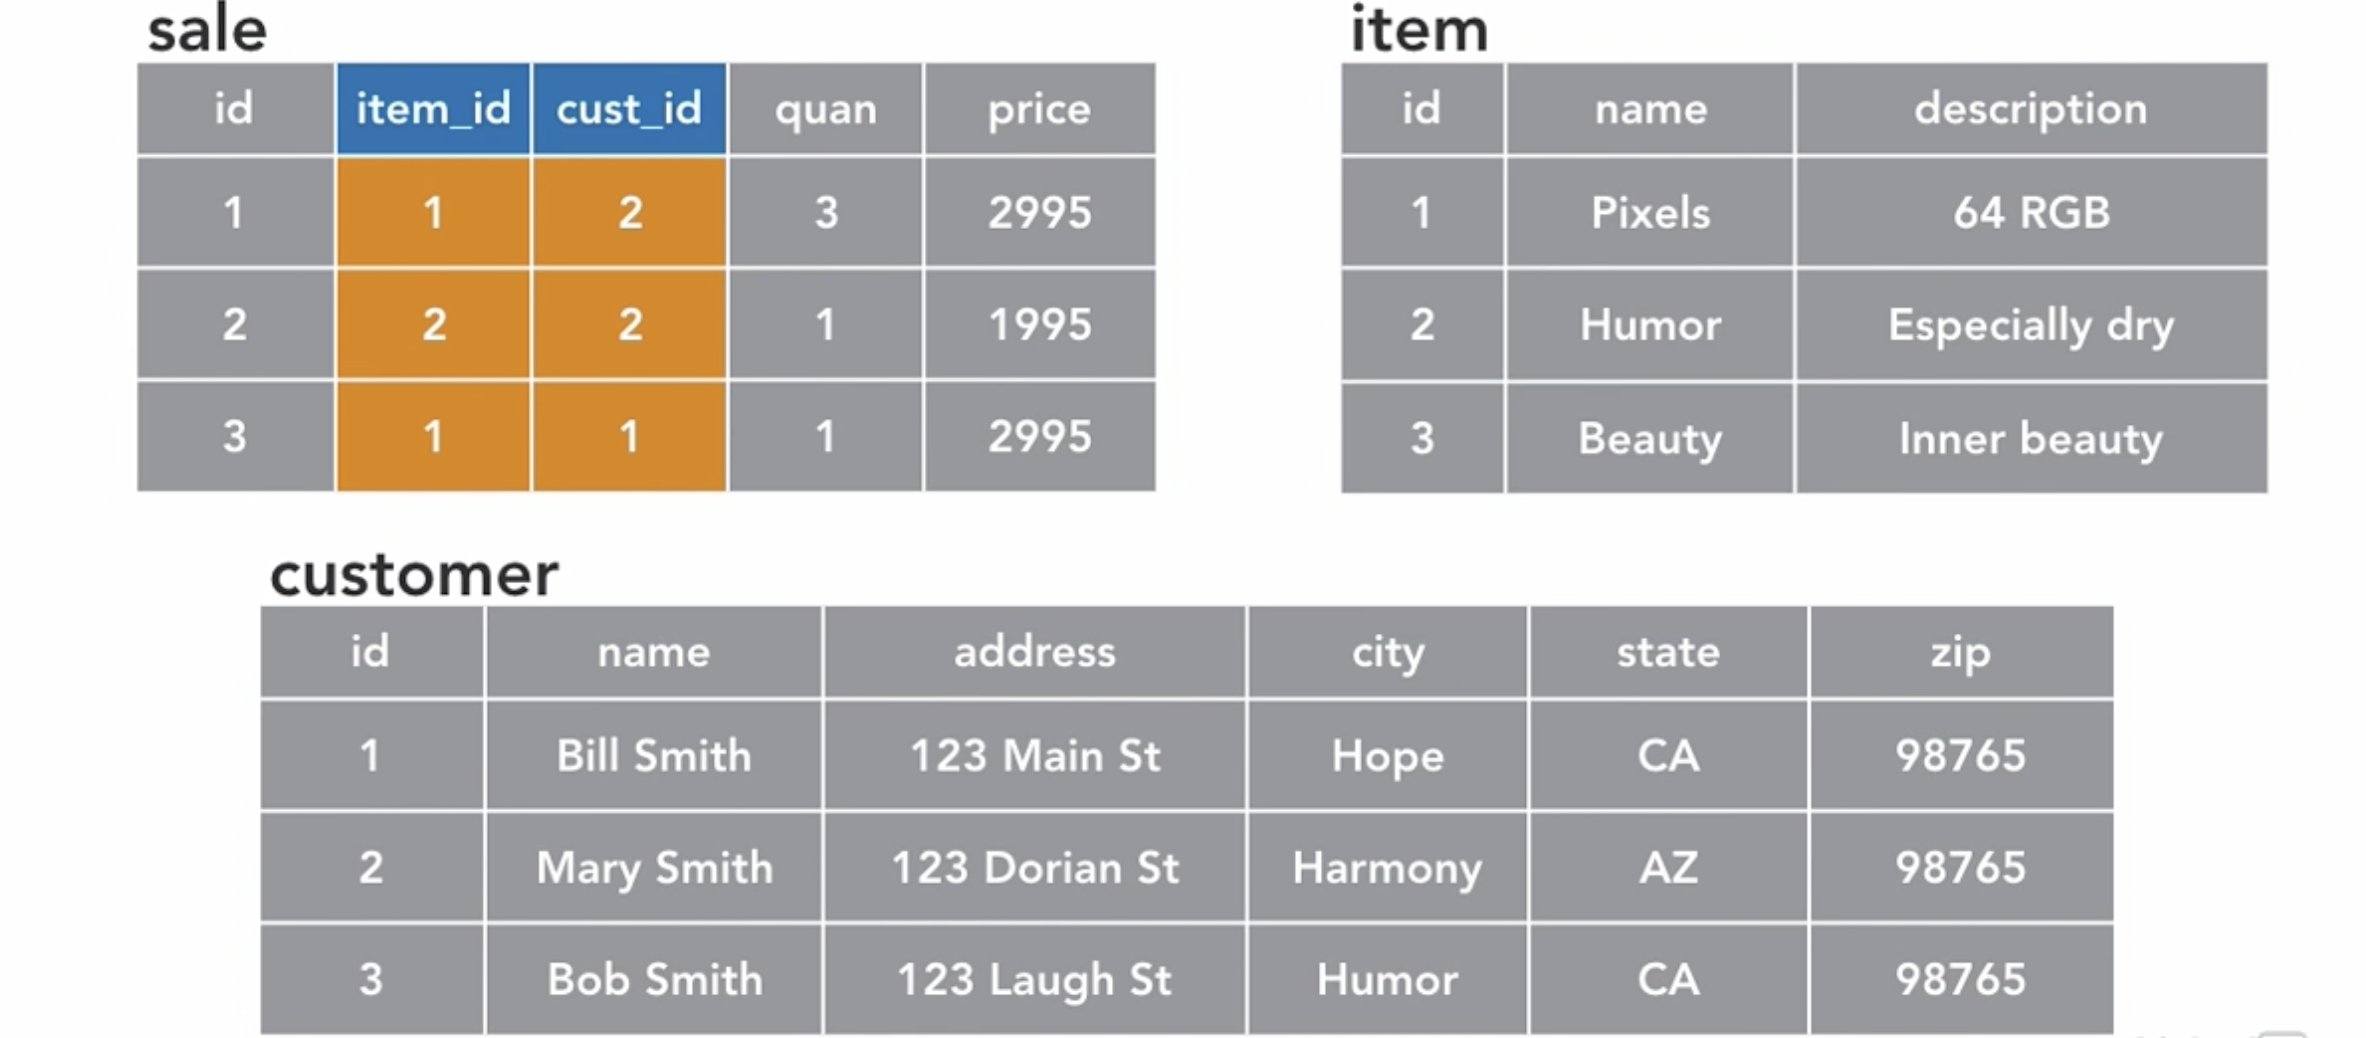 sale
id item_id cust_id quan price
1 1 2 3 2995
2 2 2 1 1995
3 1 1 1 2995
item
id name description
1 Pixels 64 RGB
2 Humor Especially dry
3 Beauty Inner beauty
customer
id name address city state zip
1 Bill Smith 123 Main St Hope CA 98765
2 Mary Smith 123 Dorian St Harmony AZ 98765
3 Bob Smith 123 Laugh St Humor CA 98765